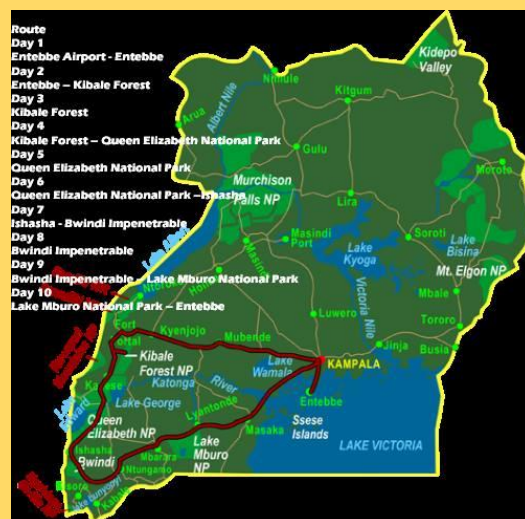 Route
Day 1
Entebbe Airport - Entebbe
Day 2
Entebbe – Kibale Forest
Day 3
Kibale Forest
Day 4
Kibale Forest – Queen Elizabeth National Park
Day 5
Queen Elizabeth National Park
Day 6
Queen Elizabeth National Park – Ishasha
Day 7
Ishasha - Bwindi Impenetrable
Day 8
Bwindi Impenetrable
Day 9
Bwindi Impenetrable - Lake Mburo National Park
Day 10
Lake Mburo National Park – Entebbe
Kidepo
Valley
Nimule
Kitgum
Albert Nile
Arua
Gulu
Moroto
Murchison
Falls NP
Lira
Masindi
Port
Soroti
Lake
Kyoga
Lake
Bisina
Lake
Mt. Elgon NP
Victoria Nile
Mbale
Luwero
Tororo
Fort
Kyenjojo
Mubende
Jinja
Busia
Kibale
Forest NP
Lake
Wamala
KAMPALA
Katonga
River
Entebbe
Lake George
Lyantonde
Ssese
Islands
Queen
Elizabeth NP
Masaka
LAKE VICTORIA
Ishasha
Bwindi
Mbarara
Lake
Mburo
NP
Ntungamo
Kabale